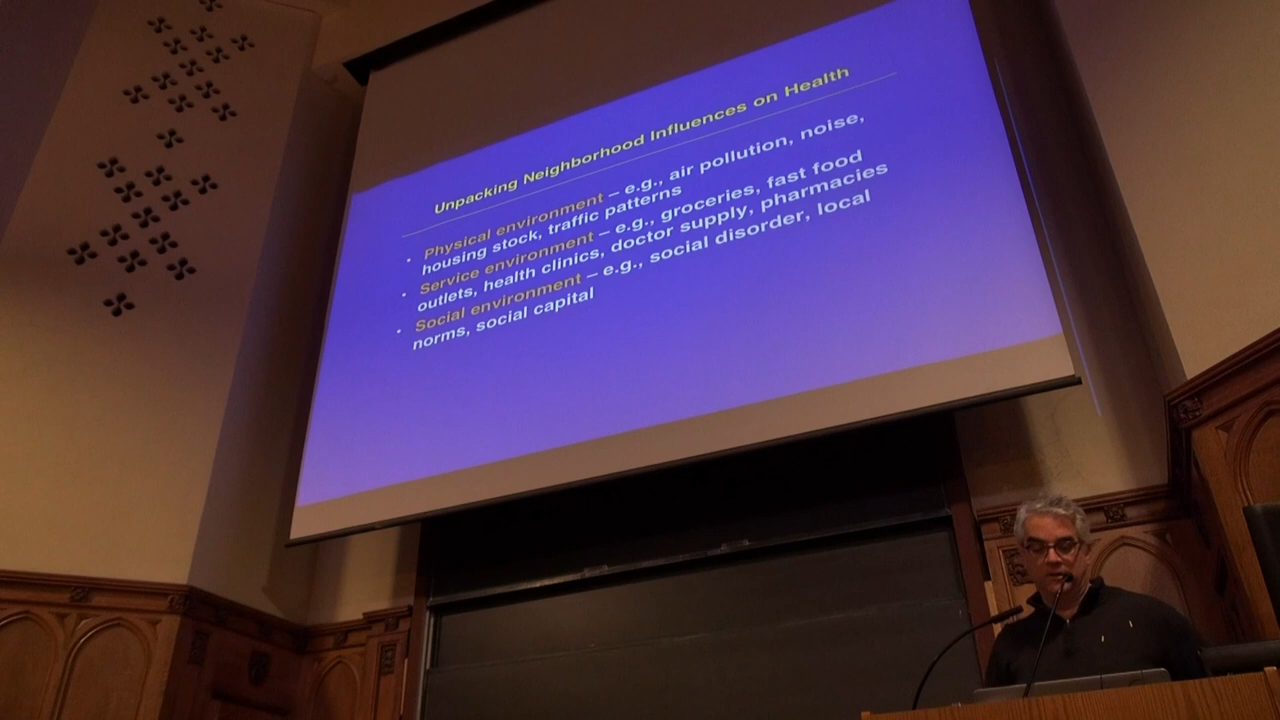 Unpacking Neighborhood Influences on Health
• Physical environment – e.g., air pollution, noise,
housing stock, traffic patterns
• Service environment – e.g., groceries, fast food
outlets, health clinics, doctor supply, pharmacies
• Social environment – e.g., social disorder, local
norms, social capital